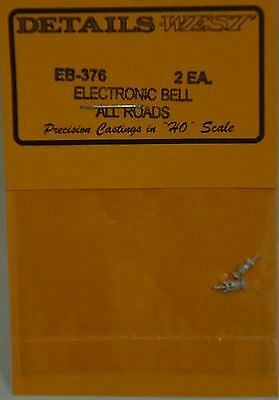 DETAILS WEST
EB-376 2 EA.
ELECTRONIC BELL
ALL ROADS
Precision Castings in "HO" Scale